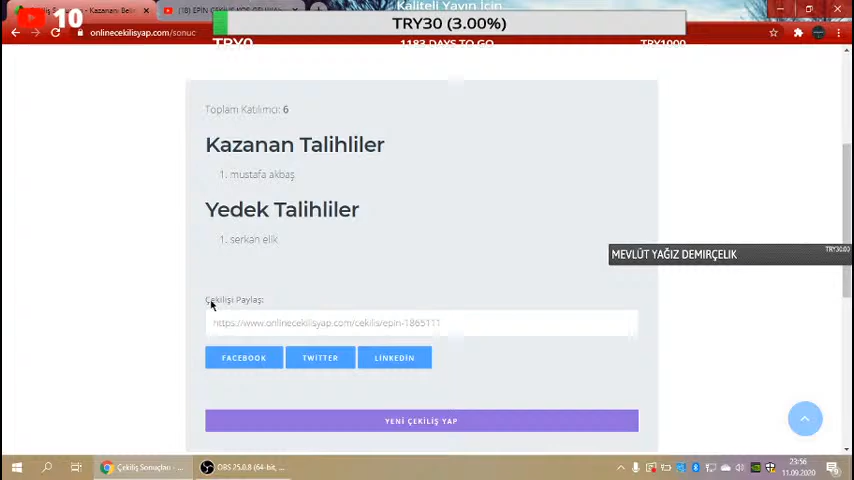 Kaliteli Yayın İçin
10
TRY30 (3.00%)
TRY0
1183 DAYS TO GO
TRY1000
onlinecekilisyap.com/sonuc
Toplam Katılımcı: 6
Kazanan Talihliler
1. mustafa akbaş
Yedek Talihliler
1. serkan elik
MEVLÜT YAĞIZ DEMİRÇELİK
TRY30.00
Çekilişi Paylaş:
https://www.onlinecekilisyap.com/cekilis/epin-1865111
FACEBOOK
TWITTER
LINKEDIN
YENİ ÇEKİLİŞ YAP
Çekiliş Sonuçları - ...
OBS 25.0.8 (64-bit, ...
23:56
11.09.2020